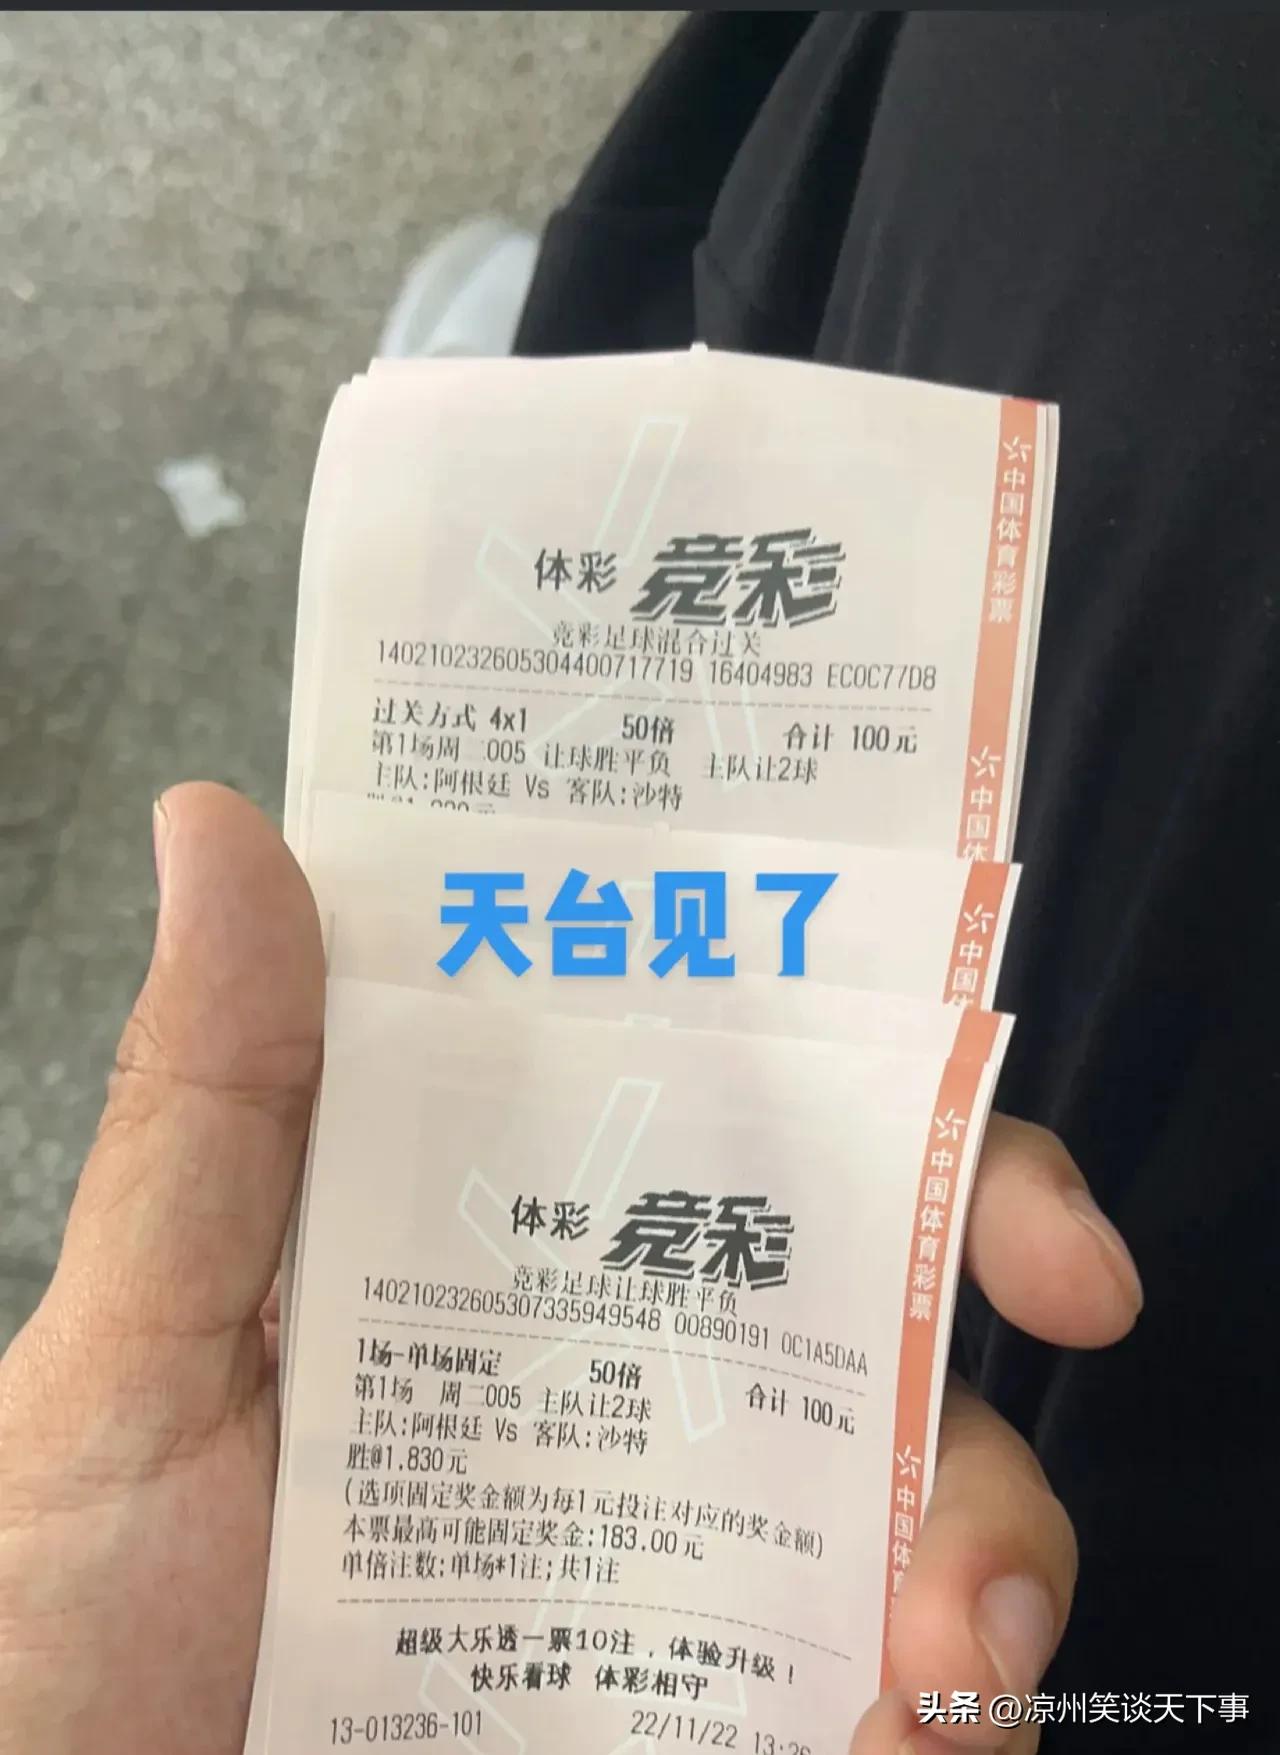 中国体育彩票
体彩 竞彩
竞彩足球混合过关
140210232605304400717719 16404983 EC0C77D8
过关方式 4x1 50倍 合计 100元
第1场周二005 让球胜平负 主队让2球
主队:阿根廷 Vs 客队:沙特
中国体
天台见了
中国体
中国体育彩票
体彩 竞彩
竞彩足球让球胜平负
140210232605307335949548 00890191 0C1A5DAA
1场-单场固定 50倍 合计 100元
第1场 周二005 主队让2球
主队:阿根廷 Vs 客队:沙特
胜@1.830元
(选项固定奖金额为每1元投注对应的奖金额)
本票最高可能固定奖金:183.00元
单倍注数:单场*1注;共1注
中国体育
超级大乐透一票10注，体验升级！
快乐看球 体彩相守
13-013236-101 22/11/22
头条 @凉州笑谈天下事